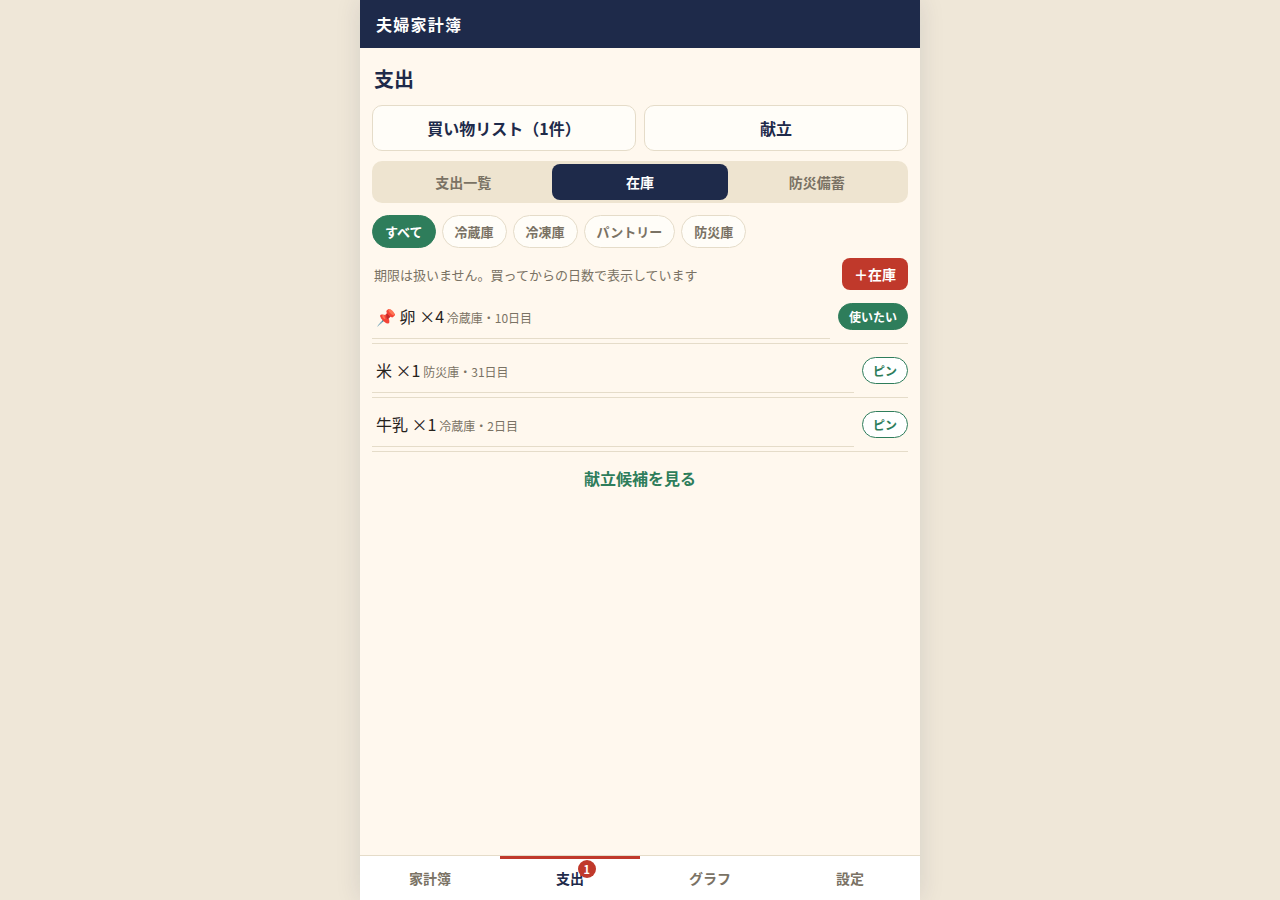 夫婦家計簿
支出
買い物リスト（1件） 献立
支出一覧 在庫 防災備蓄
すべて 冷蔵庫 冷凍庫 パントリー 防災庫
期限は扱いません。買ってからの日数で表示しています ＋在庫
📌 卵 ×4 冷蔵庫・10日目 使いたい
米 ×1 防災庫・31日目 ピン
牛乳 ×1 冷蔵庫・2日目 ピン
献立候補を見る
家計簿 支出 1 グラフ 設定